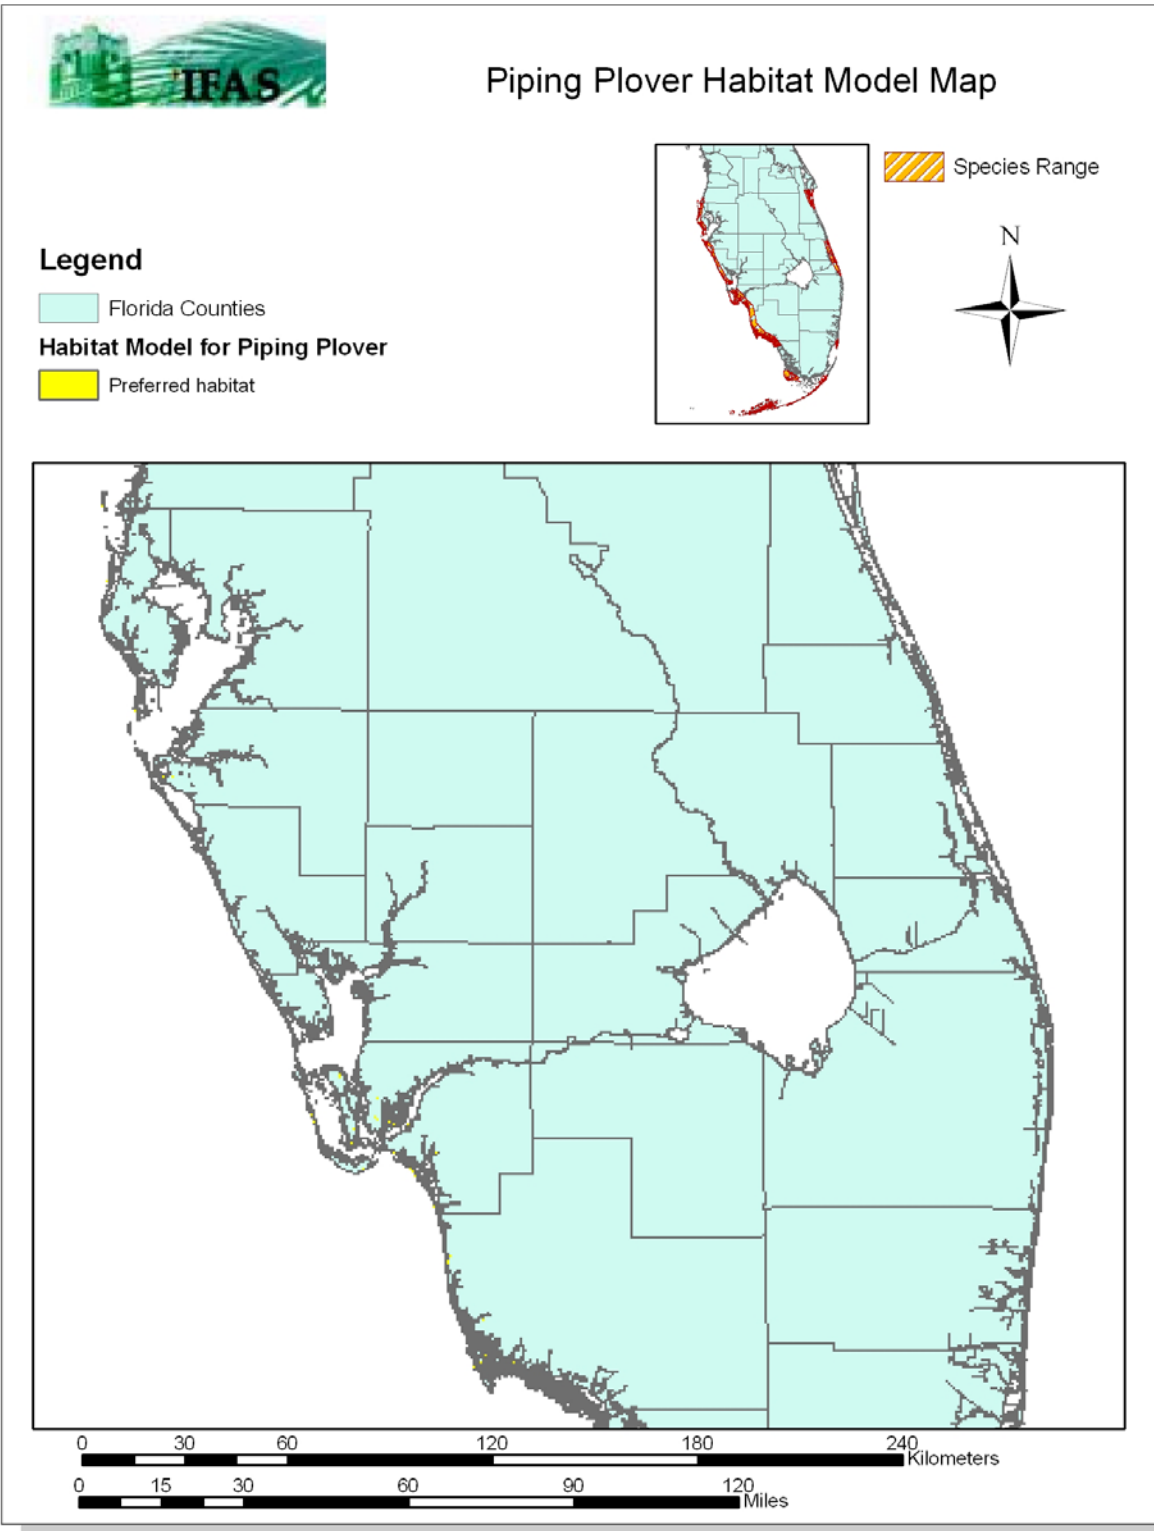 IFAS
Piping Plover Habitat Model Map
Species Range
N
Legend
Florida Counties
Habitat Model for Piping Plover
Preferred habitat
0 30 60 120 180 240
Kilometers
0 15 30 60 90 120
Miles